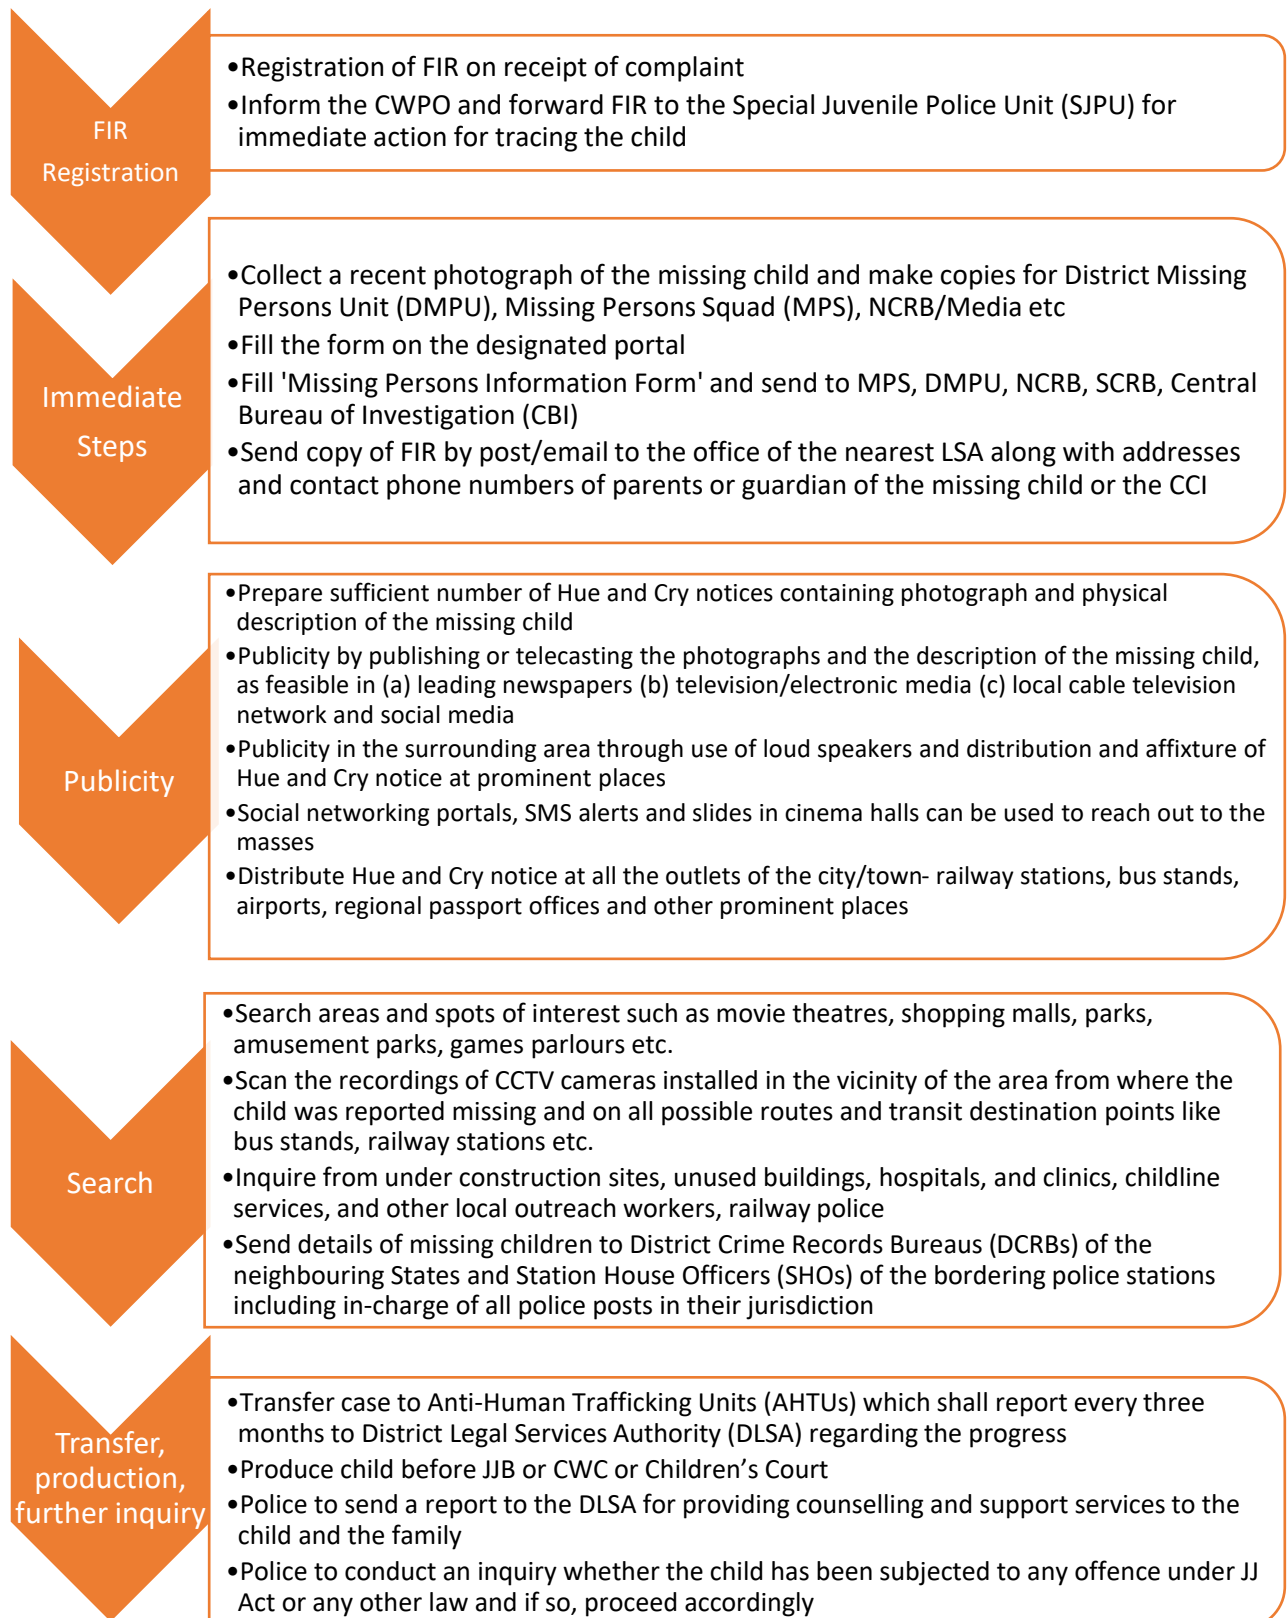 FIR
Registration
•Registration of FIR on receipt of complaint
•Inform the CWPO and forward FIR to the Special Juvenile Police Unit (SJPU) for
immediate action for tracing the child
Immediate
Steps
•Collect a recent photograph of the missing child and make copies for District Missing
Persons Unit (DMPU), Missing Persons Squad (MPS), NCRB/Media etc
•Fill the form on the designated portal
•Fill 'Missing Persons Information Form' and send to MPS, DMPU, NCRB, SCRB, Central
Bureau of Investigation (CBI)
•Send copy of FIR by post/email to the office of the nearest LSA along with addresses
and contact phone numbers of parents or guardian of the missing child or the CCI
Publicity
•Prepare sufficient number of Hue and Cry notices containing photograph and physical
description of the missing child
•Publicity by publishing or telecasting the photographs and the description of the missing child,
as feasible in (a) leading newspapers (b) television/electronic media (c) local cable television
network and social media
•Publicity in the surrounding area through use of loud speakers and distribution and affixture of
Hue and Cry notice at prominent places
•Social networking portals, SMS alerts and slides in cinema halls can be used to reach out to the
masses
•Distribute Hue and Cry notice at all the outlets of the city/town- railway stations, bus stands,
airports, regional passport offices and other prominent places
Search
•Search areas and spots of interest such as movie theatres, shopping malls, parks,
amusement parks, games parlours etc.
•Scan the recordings of CCTV cameras installed in the vicinity of the area from where the
child was reported missing and on all possible routes and transit destination points like
bus stands, railway stations etc.
•Inquire from under construction sites, unused buildings, hospitals, and clinics, childline
services, and other local outreach workers, railway police
•Send details of missing children to District Crime Records Bureaus (DCRBs) of the
neighbouring States and Station House Officers (SHOs) of the bordering police stations
including in-charge of all police posts in their jurisdiction
Transfer,
production,
further inquiry
•Transfer case to Anti-Human Trafficking Units (AHTUs) which shall report every three
months to District Legal Services Authority (DLSA) regarding the progress
•Produce child before JJB or CWC or Children’s Court
•Police to send a report to the DLSA for providing counselling and support services to the
child and the family
•Police to conduct an inquiry whether the child has been subjected to any offence under JJ
Act or any other law and if so, proceed accordingly